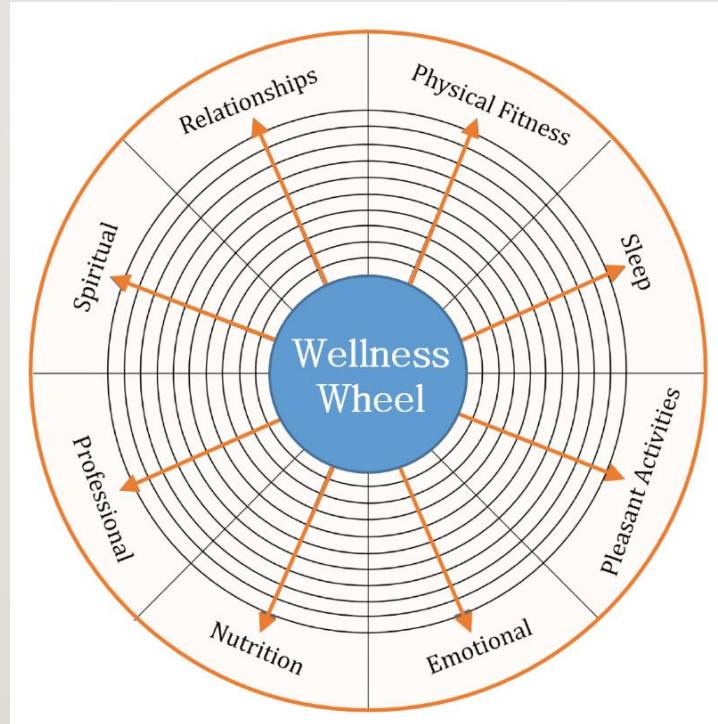 Wellness
Wheel
Physical Fitness
Sleep
Pleasant Activities
Emotional
Nutrition
Professional
Spiritual
Relationships